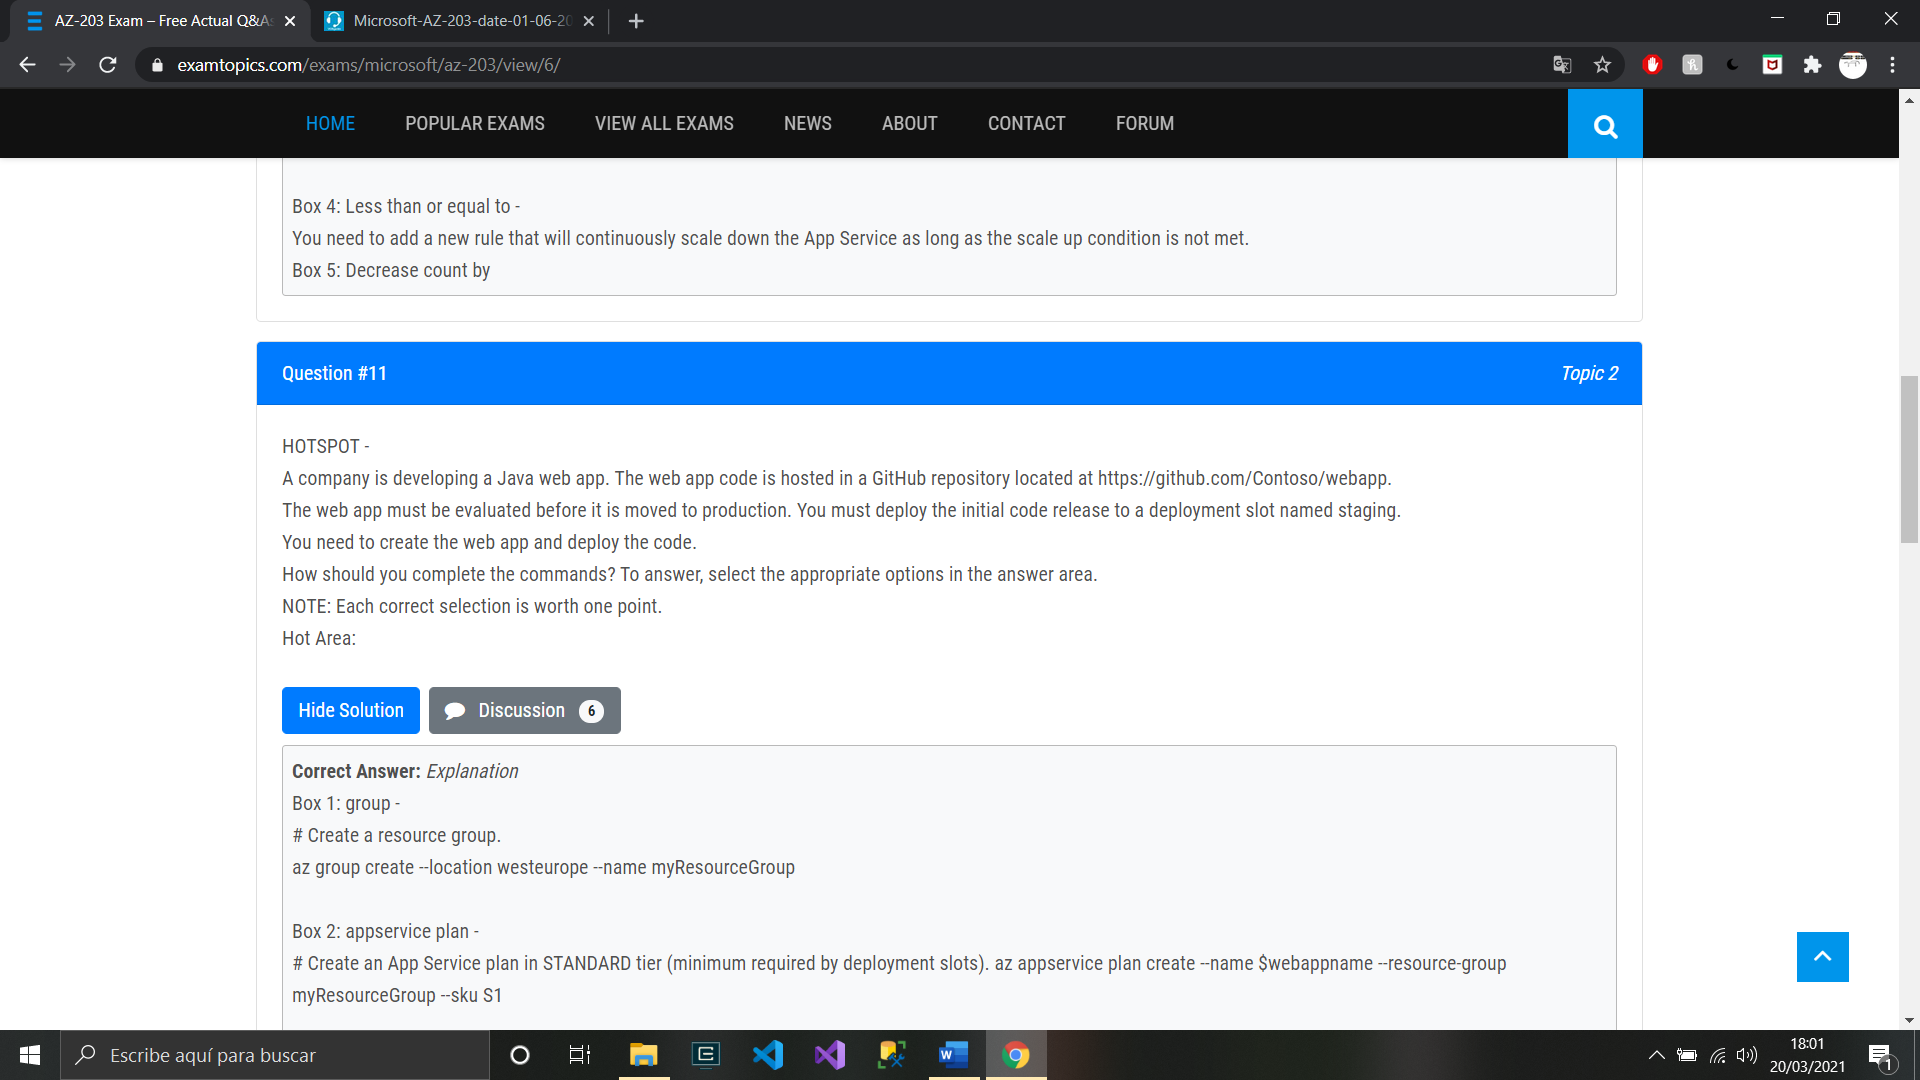 AZ-203 Exam – Free Actual Q&As
Microsoft-AZ-203-date-01-06-20
examtopics.com/exams/microsoft/az-203/view/6/
HOME POPULAR EXAMS VIEW ALL EXAMS NEWS ABOUT CONTACT FORUM
Box 4: Less than or equal to -
You need to add a new rule that will continuously scale down the App Service as long as the scale up condition is not met.
Box 5: Decrease count by
Question #11 Topic 2
HOTSPOT -
A company is developing a Java web app. The web app code is hosted in a GitHub repository located at https://github.com/Contoso/webapp.
The web app must be evaluated before it is moved to production. You must deploy the initial code release to a deployment slot named staging.
You need to create the web app and deploy the code.
How should you complete the commands? To answer, select the appropriate options in the answer area.
NOTE: Each correct selection is worth one point.
Hot Area:
Hide Solution Discussion 6
Correct Answer: Explanation
Box 1: group -
# Create a resource group.
az group create --location westeurope --name myResourceGroup
Box 2: appservice plan -
# Create an App Service plan in STANDARD tier (minimum required by deployment slots). az appservice plan create --name $webappname --resource-group
myResourceGroup --sku S1
Escribe aquí para buscar
18:01
20/03/2021
1